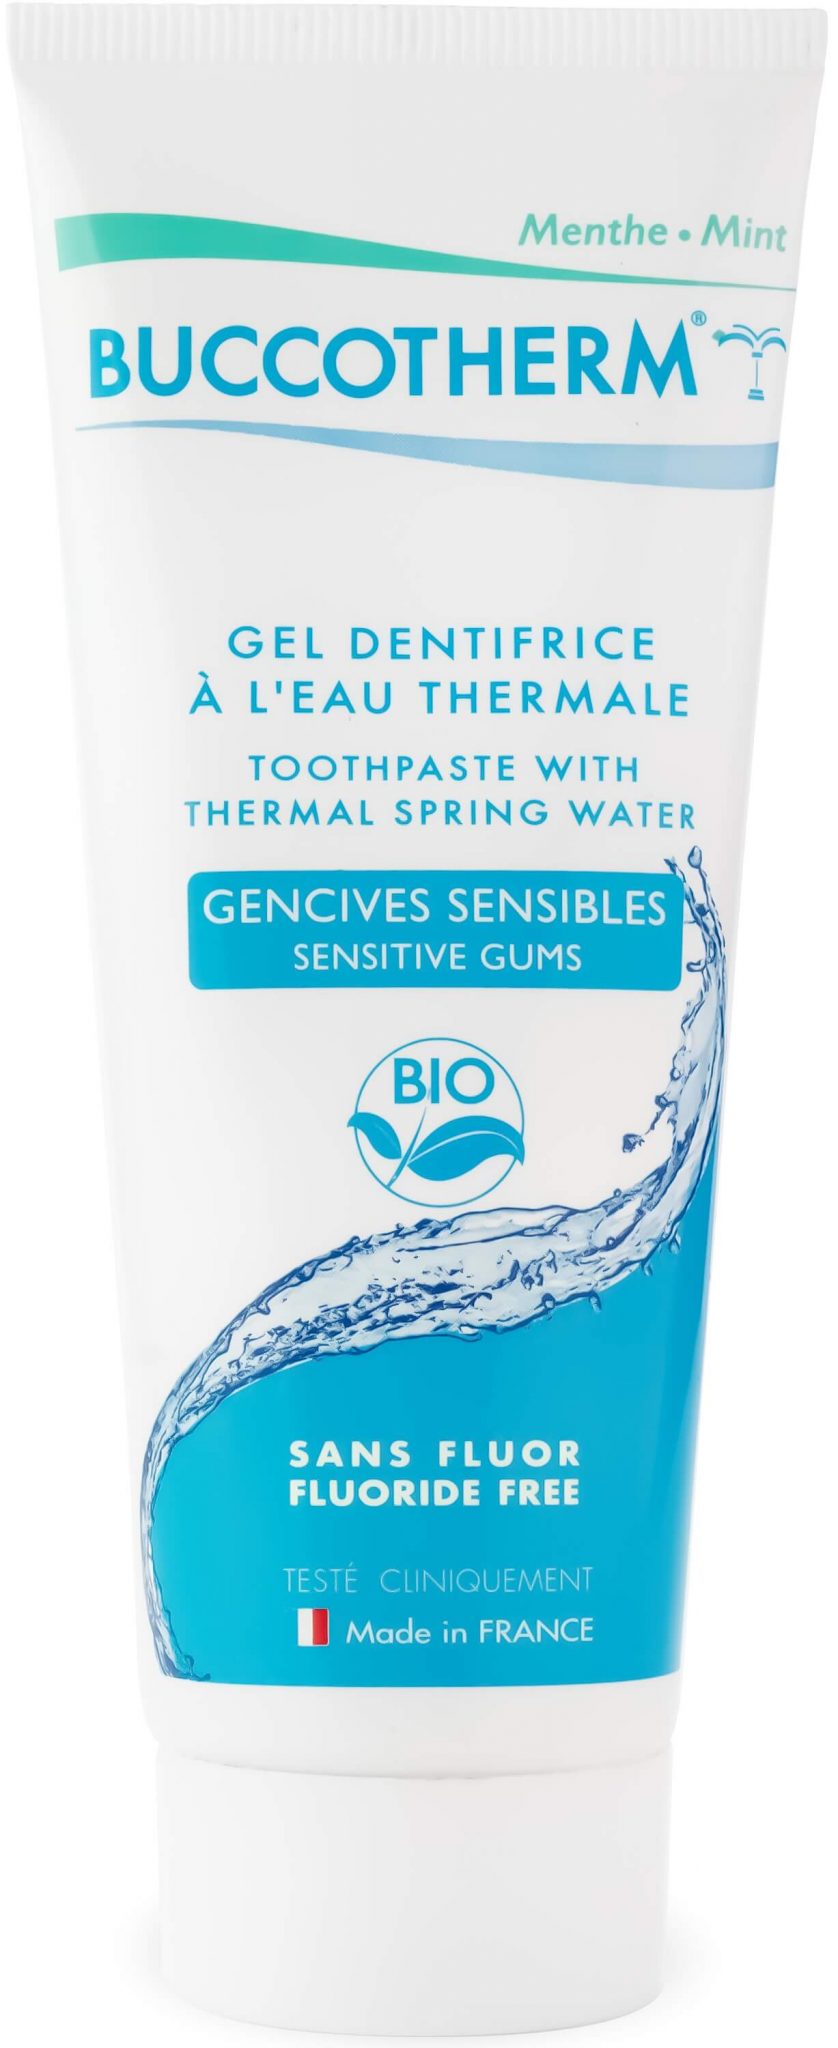 Menthe • Mint
BUCCOTHERM®
GEL DENTIFRICE
À L'EAU THERMALE
TOOTHPASTE WITH
THERMAL SPRING WATER
GENCIVES SENSIBLES
SENSITIVE GUMS
BIO
SANS FLUOR
FLUORIDE FREE
TESTÉ CLINIQUEMENT
Made in FRANCE